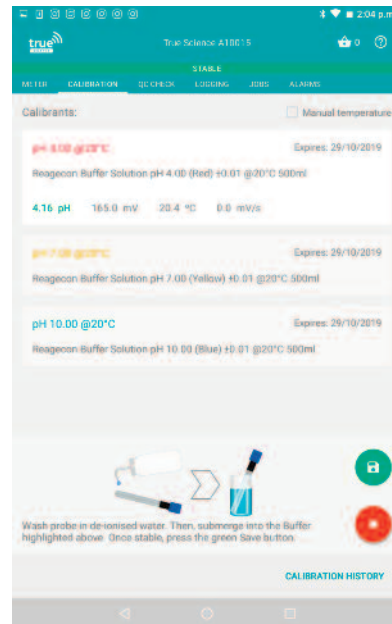 2:04 p.m
true
True Science A10015
0
STABLE
METER CALIBRATION QC CHECK LOGGING JOBS ALARMS
Calibrants:
Manual temperature
pH 4.00 @20°C
Expires: 29/10/2019
Reagecon Buffer Solution pH 4.00 (Red) ±0.01 @20°C 500ml
4.16 pH 165.0 mV 20.4 °C 0.0 mV/s
pH 7.00 @20°C
Expires: 29/10/2019
Reagecon Buffer Solution pH 7.00 (Yellow) ±0.01 @20°C 500ml
pH 10.00 @20°C
Expires: 29/10/2019
Reagecon Buffer Solution pH 10.00 (Blue) ±0.01 @20°C 500ml
Wash probe in de-ionised water. Then, submerge into the Buffer
highlighted above. Once stable, press the green Save button.
CALIBRATION HISTORY